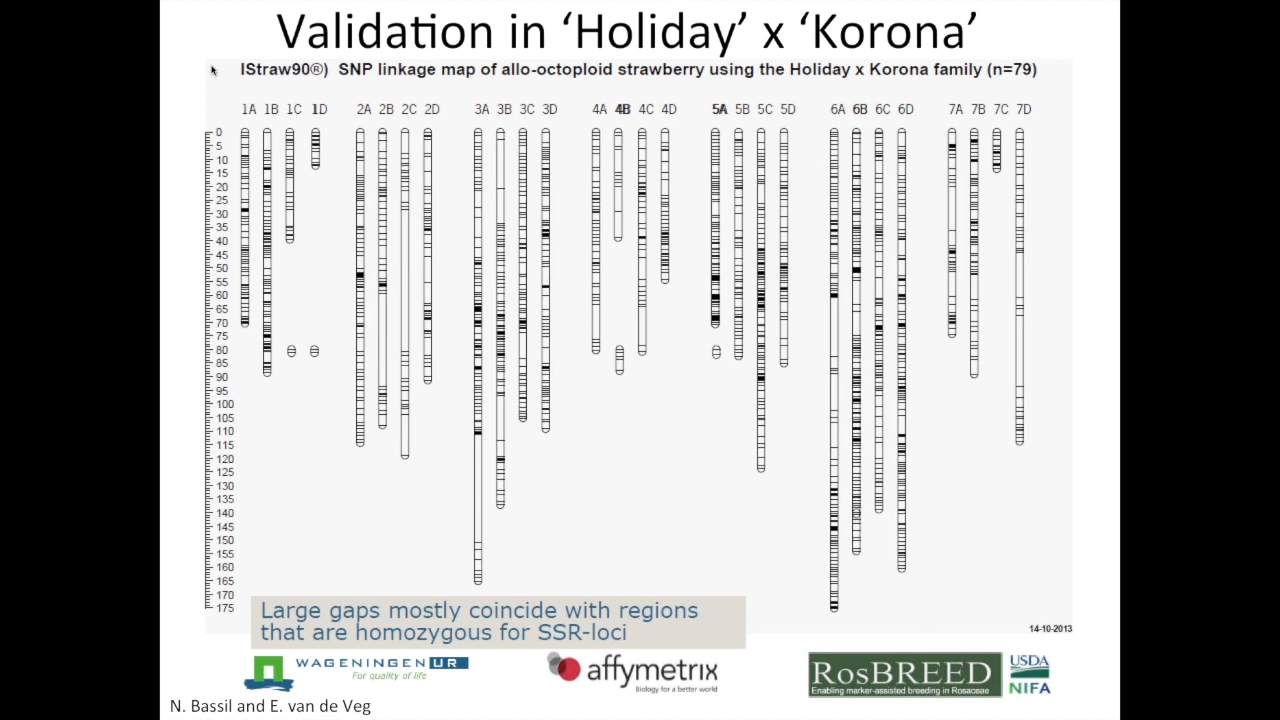 Validation in ‘Holiday’ x ‘Korona’
IStraw90®) SNP linkage map of allo-octoploid strawberry using the Holiday x Korona family (n=79)
1A 1B 1C 1D 2A 2B 2C 2D 3A 3B 3C 3D 4A 4B 4C 4D 5A 5B 5C 5D 6A 6B 6C 6D 7A 7B 7C 7D
0
5
10
15
20
25
30
35
40
45
50
55
60
65
70
75
80
85
90
95
100
105
110
115
120
125
130
135
140
145
150
155
160
165
170
175
Large gaps mostly coincide with regions
that are homozygous for SSR-loci
14-10-2013
WAGENINGEN UR
For quality of life
affymetrix
Biology for a better world
RosBREED
Enabling marker-assisted breeding in Rosaceae
USDA
NIFA
N. Bassil and E. van de Veg